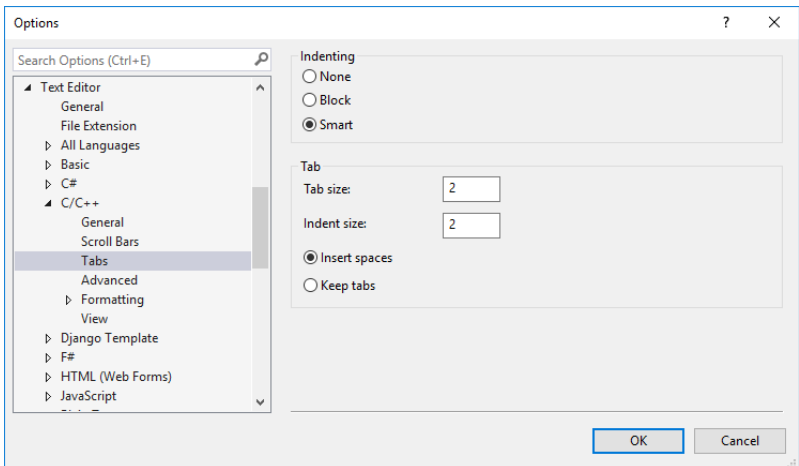 Options
?
Search Options (Ctrl+E)
Text Editor
General
File Extension
All Languages
Basic
C#
C/C++
General
Scroll Bars
Tabs
Advanced
Formatting
View
Django Template
F#
HTML (Web Forms)
JavaScript
Indenting
None
Block
Smart
Tab
Tab size:
2
Indent size:
2
Insert spaces
Keep tabs
OK
Cancel